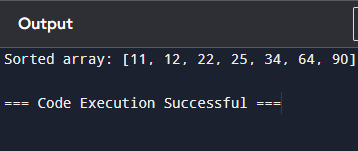 Output
Sorted array: [11, 12, 22, 25, 34, 64, 90]
=== Code Execution Successful ===